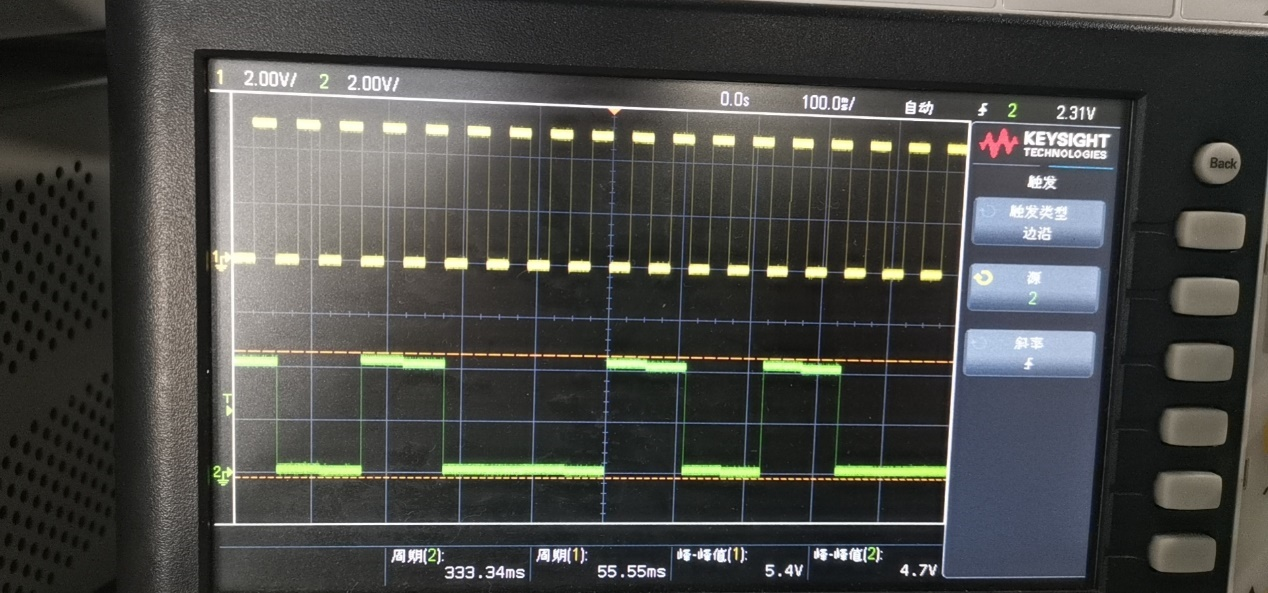 1 2.00V/ 2 2.00V/ 0.0s 100.0ms/ 自动 2 2.31V
KEYSIGHT
TECHNOLOGIES
触发
触发类型
边沿
源
2
斜率
1
T
2
周期(2):
333.34ms
周期(1):
55.55ms
峰-峰值(1):
5.4V
峰-峰值(2):
4.7V
Back